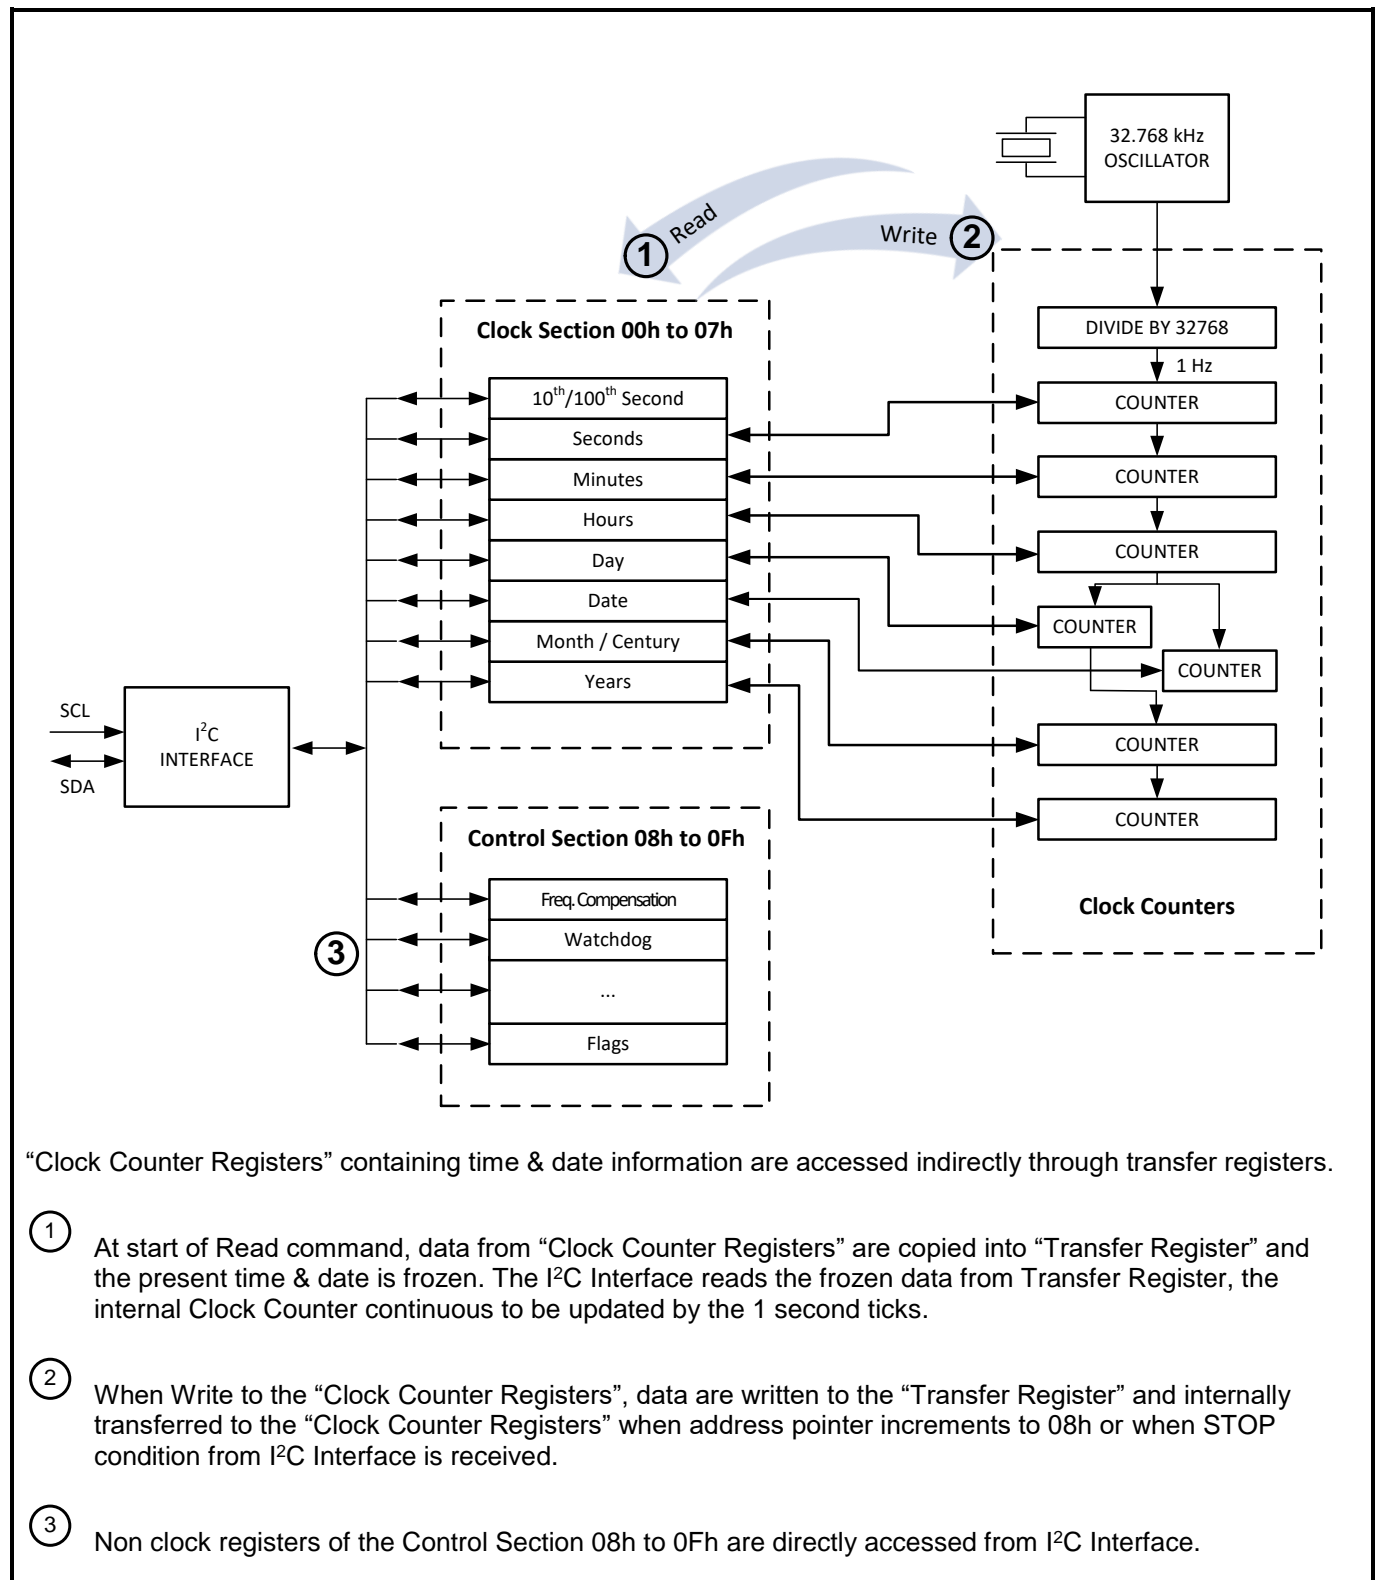 32.768 kHz
OSCILLATOR
Read
1
Write
2
Clock Section 00h to 07h
DIVIDE BY 32768
1 Hz
10th/100th Second
COUNTER
Seconds
Minutes
COUNTER
Hours
COUNTER
Day
Date
COUNTER
Month / Century
COUNTER
Years
SCL
I2C
INTERFACE
SDA
COUNTER
COUNTER
Control Section 08h to 0Fh
Freq. Compensation
Clock Counters
Watchdog
3
...
Flags
“Clock Counter Registers” containing time & date information are accessed indirectly through transfer registers.
1
At start of Read command, data from “Clock Counter Registers” are copied into “Transfer Register” and
the present time & date is frozen. The I2C Interface reads the frozen data from Transfer Register, the
internal Clock Counter continuous to be updated by the 1 second ticks.
2
When Write to the “Clock Counter Registers”, data are written to the “Transfer Register” and internally
transferred to the “Clock Counter Registers” when address pointer increments to 08h or when STOP
condition from I2C Interface is received.
3
Non clock registers of the Control Section 08h to 0Fh are directly accessed from I2C Interface.